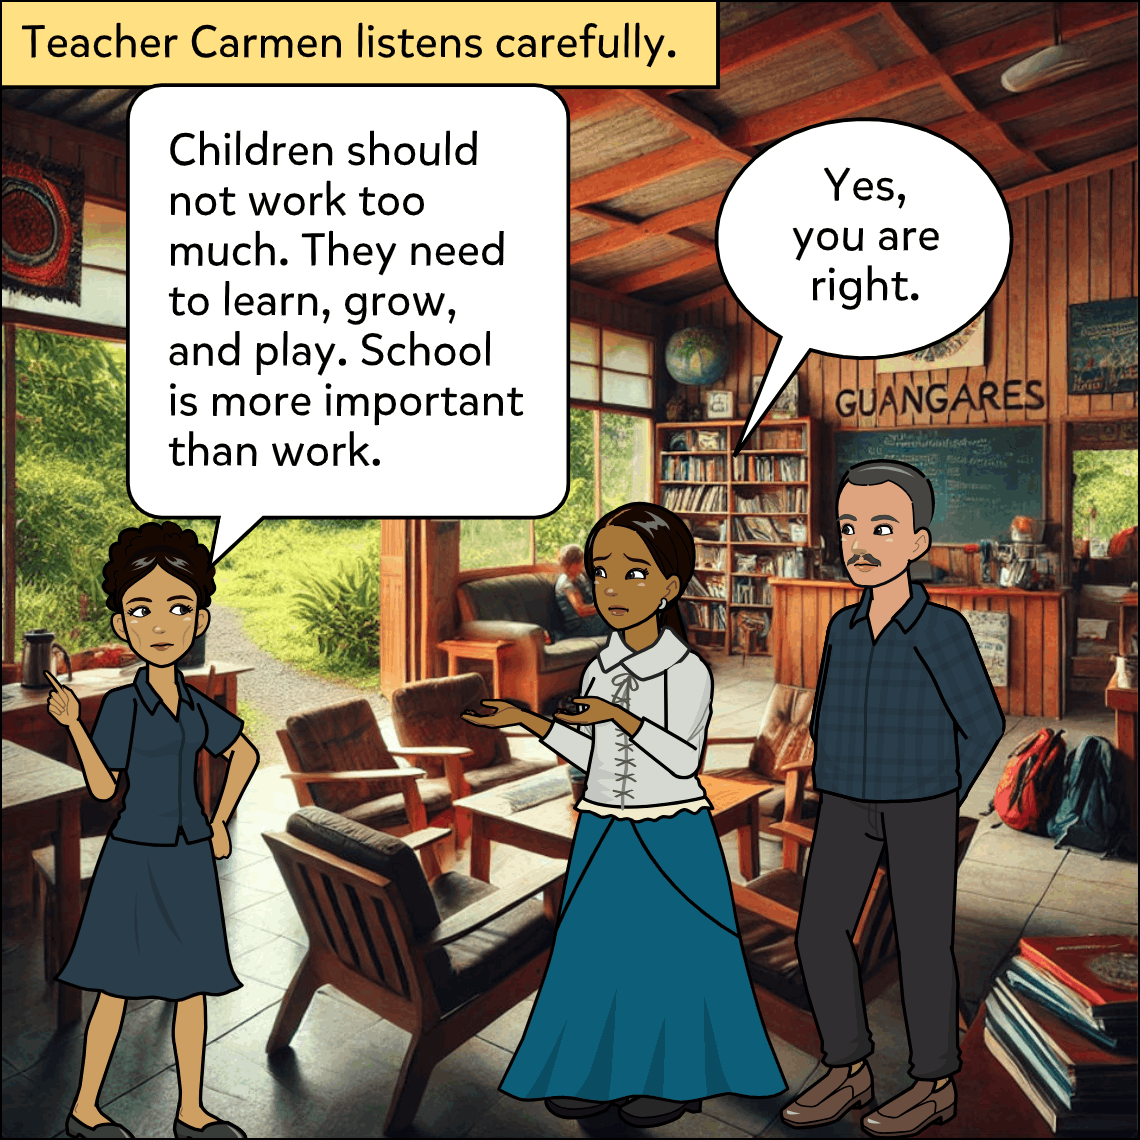 Teacher Carmen listens carefully.
Children should
not work too
much. They need
to learn, grow,
and play. School
is more important
than work.
Yes,
you are
right.
GUANGARES